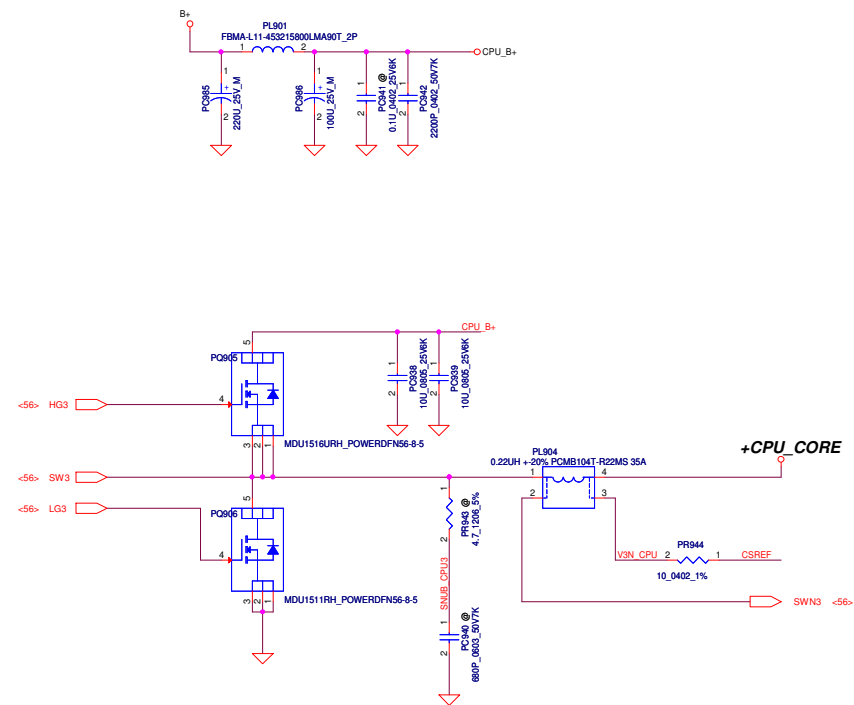 B+
PL901
FBMA-L11-453215800LMA90T_2P
1
2
CPU_B+
1
+
2
PC985
220U_25V_M
1
+
2
PC986
100U_25V_M
1
2
PC941 @
0.1U_0402_25V6K
1
2
PC942
2200P_0402_50V7K
CPU_B+
5
PQ905
4
3
2
1
MDU1516URH_POWERDFN56-8-5
1
2
PC938
10U_0805_25V6K
1
2
PC939
10U_0805_25V6K
<56> HG3
<56> SW3
<56> LG3
5
PQ906
4
3
2
1
MDU1511RH_POWERDFN56-8-5
1
2
PR943 @
4.7_1206_5%
SNUB_CPU3
1
2
PC940 @
680P_0603_50V7K
PL904
0.22UH +-20% PCMB104T-R22MS 35A
1
2
4
3
+CPU_CORE
V3N_CPU
2
PR944
1
CSREF
10_0402_1%
SWN3 <56>